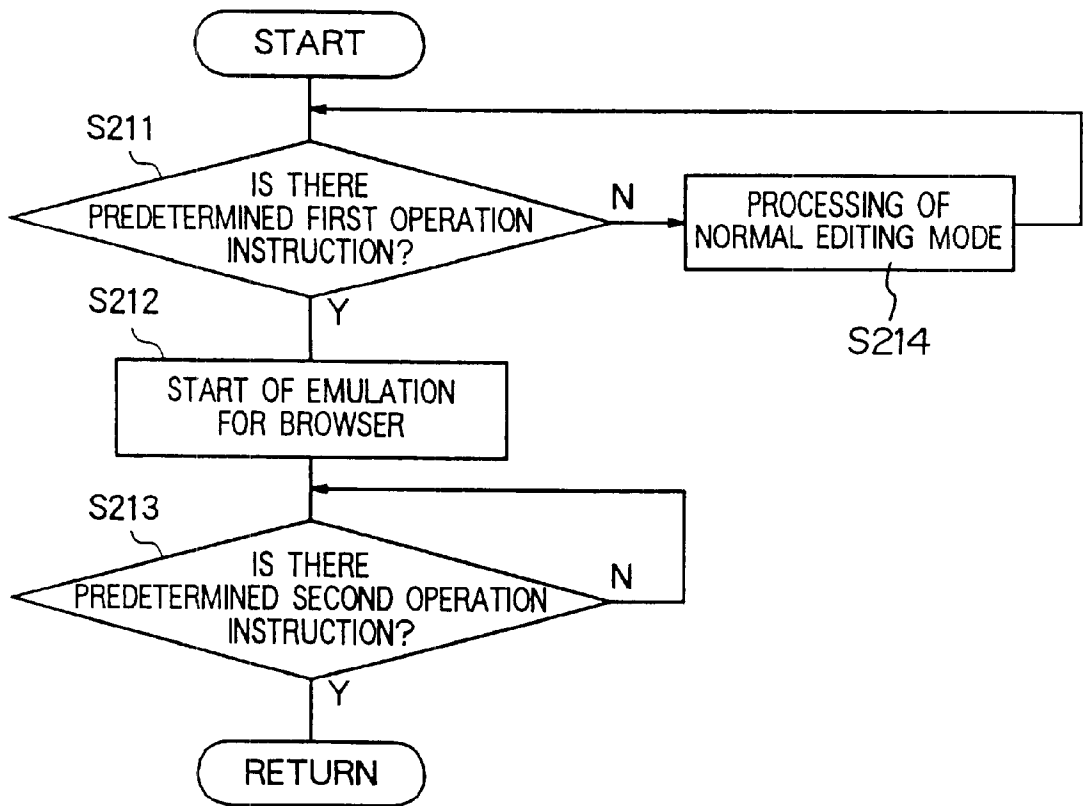 START
S211
IS THERE
PREDETERMINED FIRST OPERATION
INSTRUCTION?
N
PROCESSING OF
NORMAL EDITING MODE
S214
Y
S212
START OF EMULATION
FOR BROWSER
S213
IS THERE
PREDETERMINED SECOND OPERATION
INSTRUCTION?
N
Y
RETURN